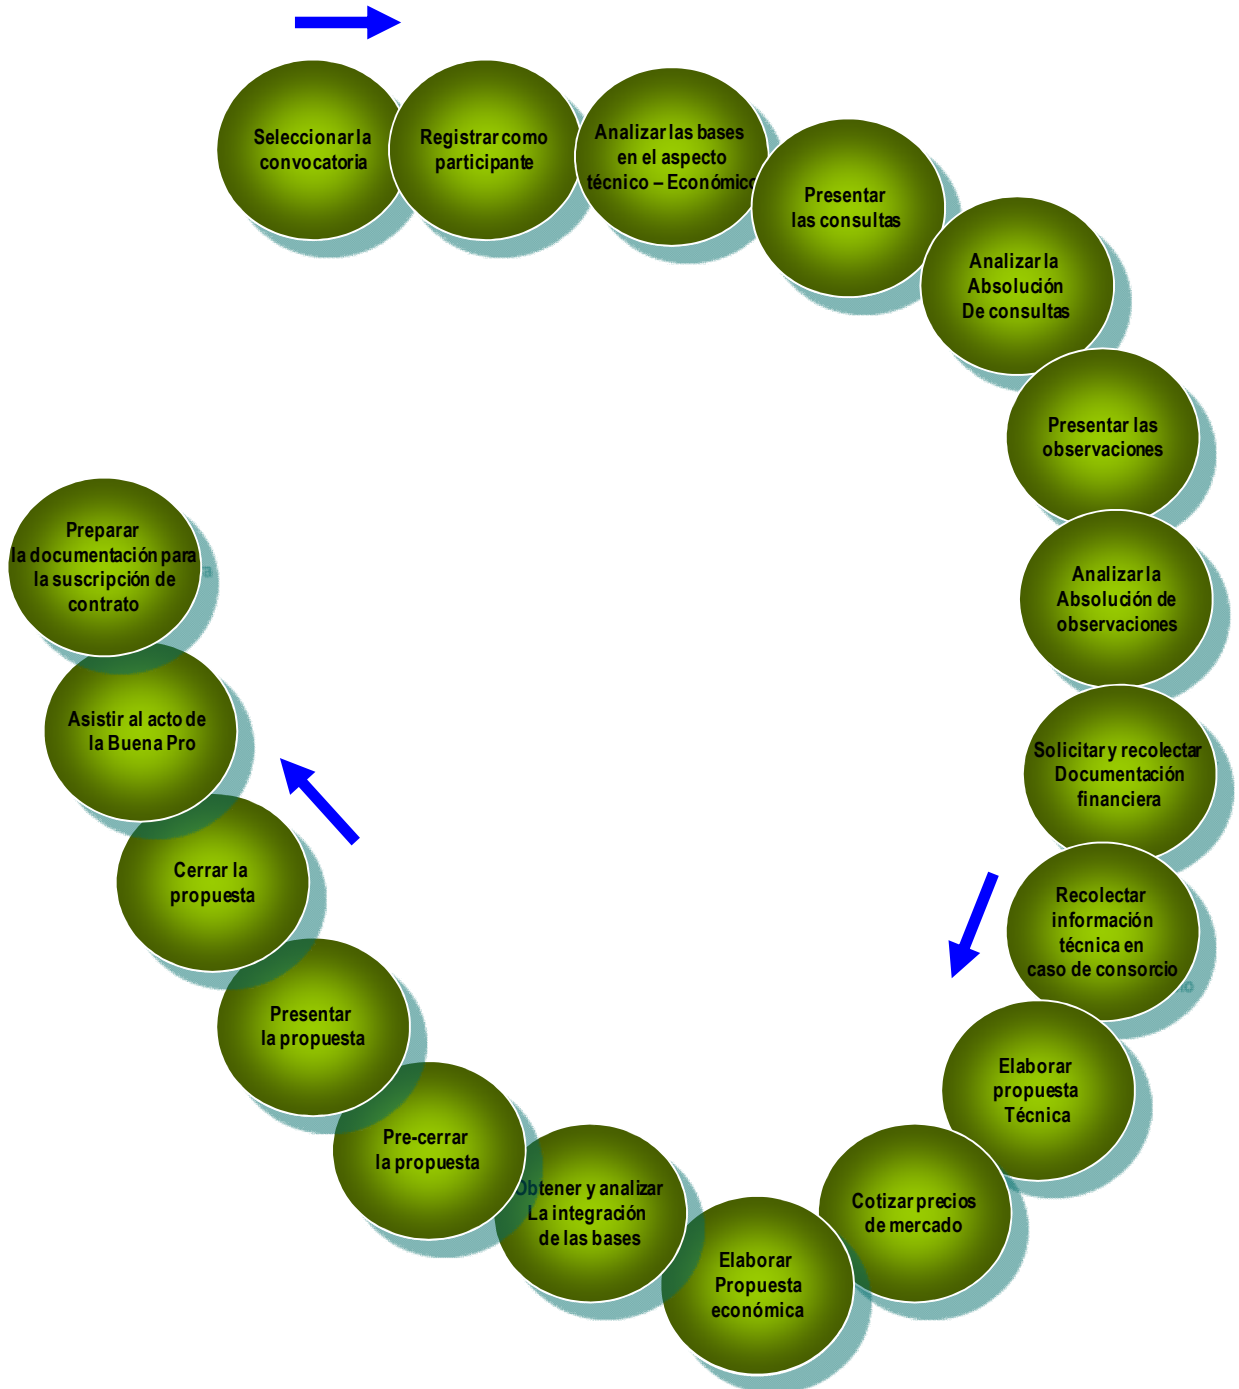 Seleccionar la
convocatoria
Registrar como
participante
Analizar las bases
en el aspecto
técnico – Económico
Presentar
las consultas
Analizar la
Absolución
De consultas
Presentar las
observaciones
Analizar la
Absolución de
observaciones
Solicitar y recolectar
Documentación
financiera
Recolectar
información
técnica en
caso de consorcio
Elaborar
propuesta
Técnica
Cotizar precios
de mercado
Elaborar
Propuesta
económica
Obtener y analizar
La integración
de las bases
Pre-cerrar
la propuesta
Presentar
la propuesta
Cerrar la
propuesta
Asistir al acto de
la Buena Pro
Preparar
la documentación para
la suscripción de
contrato